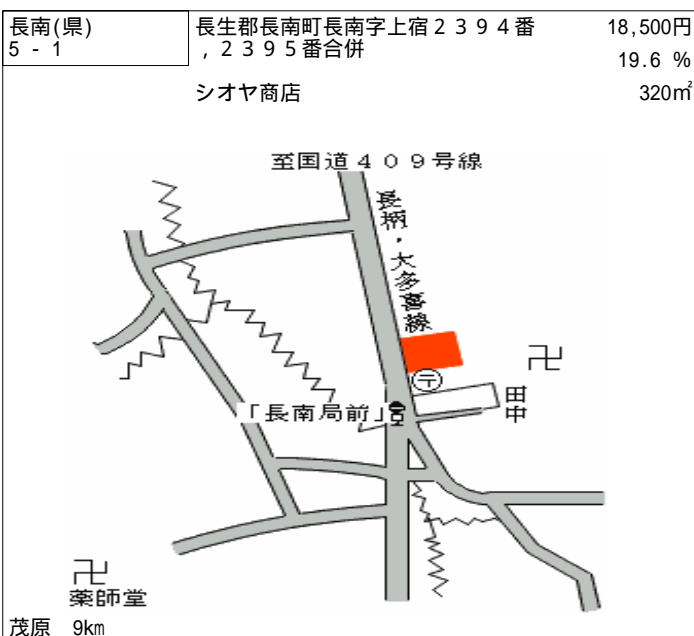 長南(県)
5 - 1
長生郡長南町長南字上宿２３９４番
，２３９５番合併
シオヤ商店
18,500円
19.6 %
320㎡
至国道４０９号線
長柄・大多喜線
〒
「長南局前」
田中
卍
卍
薬師堂
茂原 9km